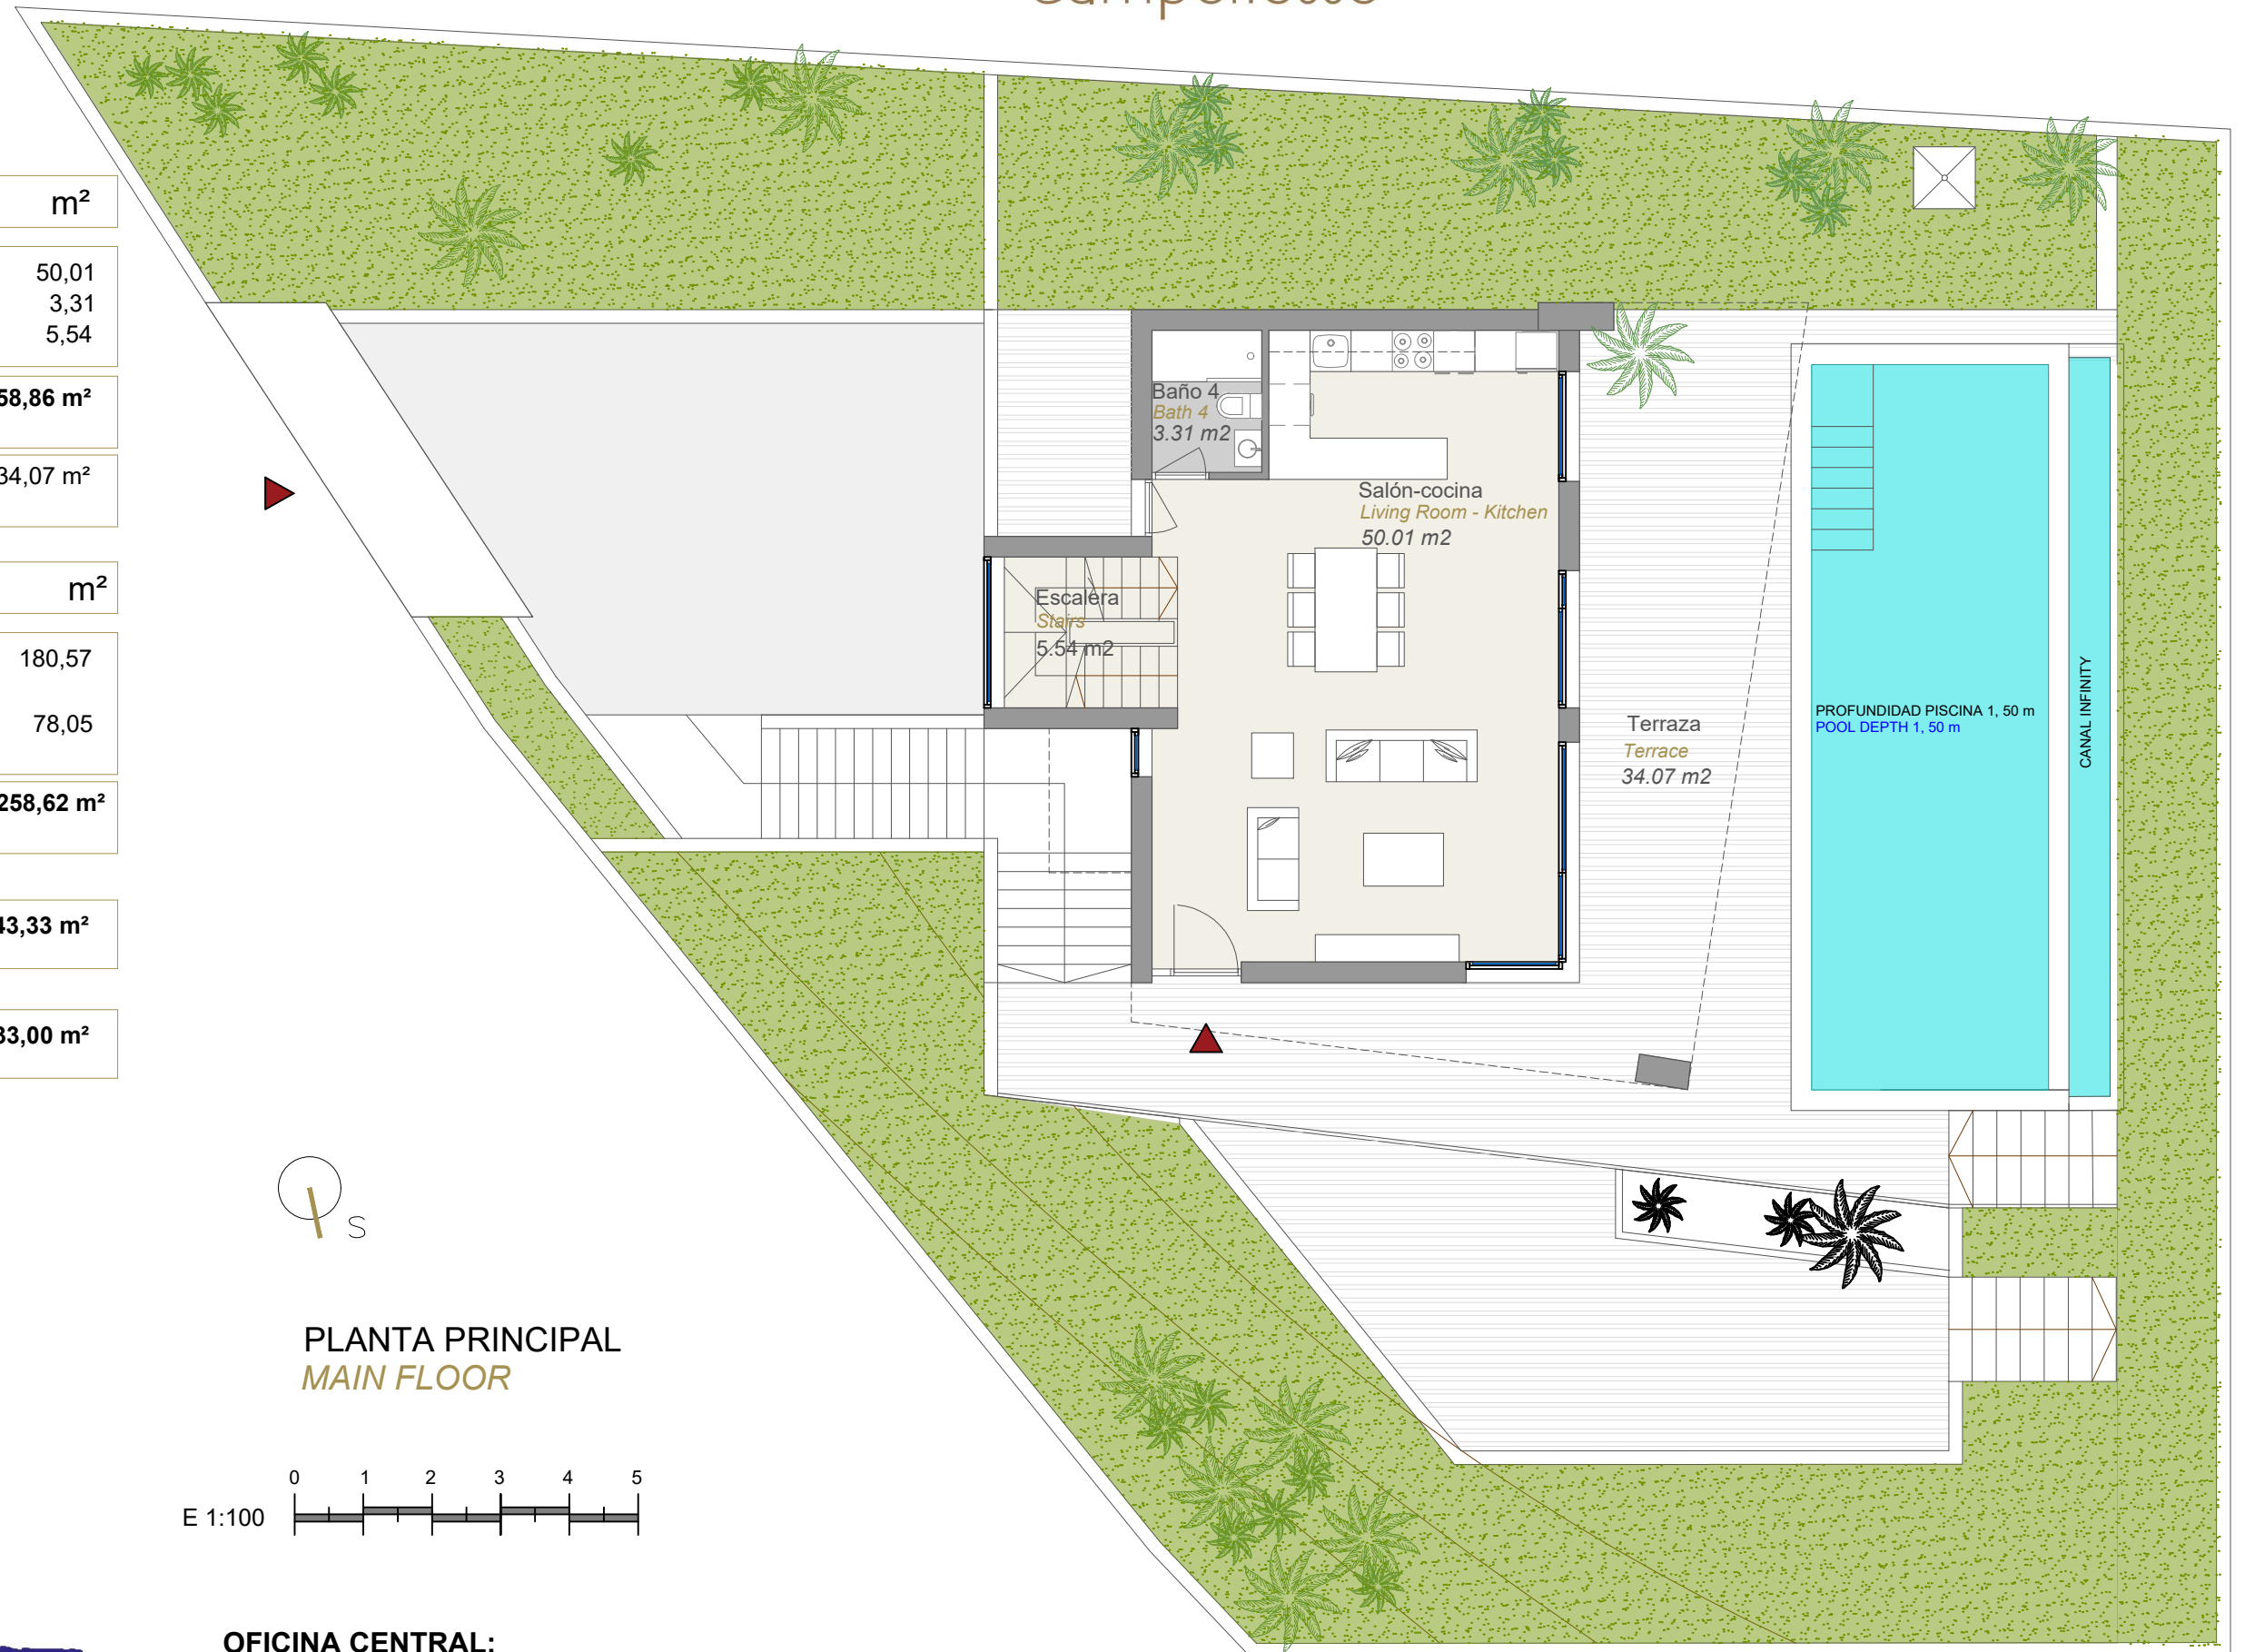 m²
50,01
3,31
5,54
58,86 m²
34,07 m²
m²
180,57
78,05
258,62 m²
43,33 m²
33,00 m²
Baño 4
Bath 4
3.31 m2
Salón-cocina
Living Room - Kitchen
50.01 m2
Escalera
Stairs
5.54 m2
Terraza
Terrace
34.07 m2
PROFUNDIDAD PISCINA 1, 50 m
POOL DEPTH 1, 50 m
CANAL INFINITY
S
PLANTA PRINCIPAL
MAIN FLOOR
0 1 2 3 4 5
E 1:100
OFICINA CENTRAL: